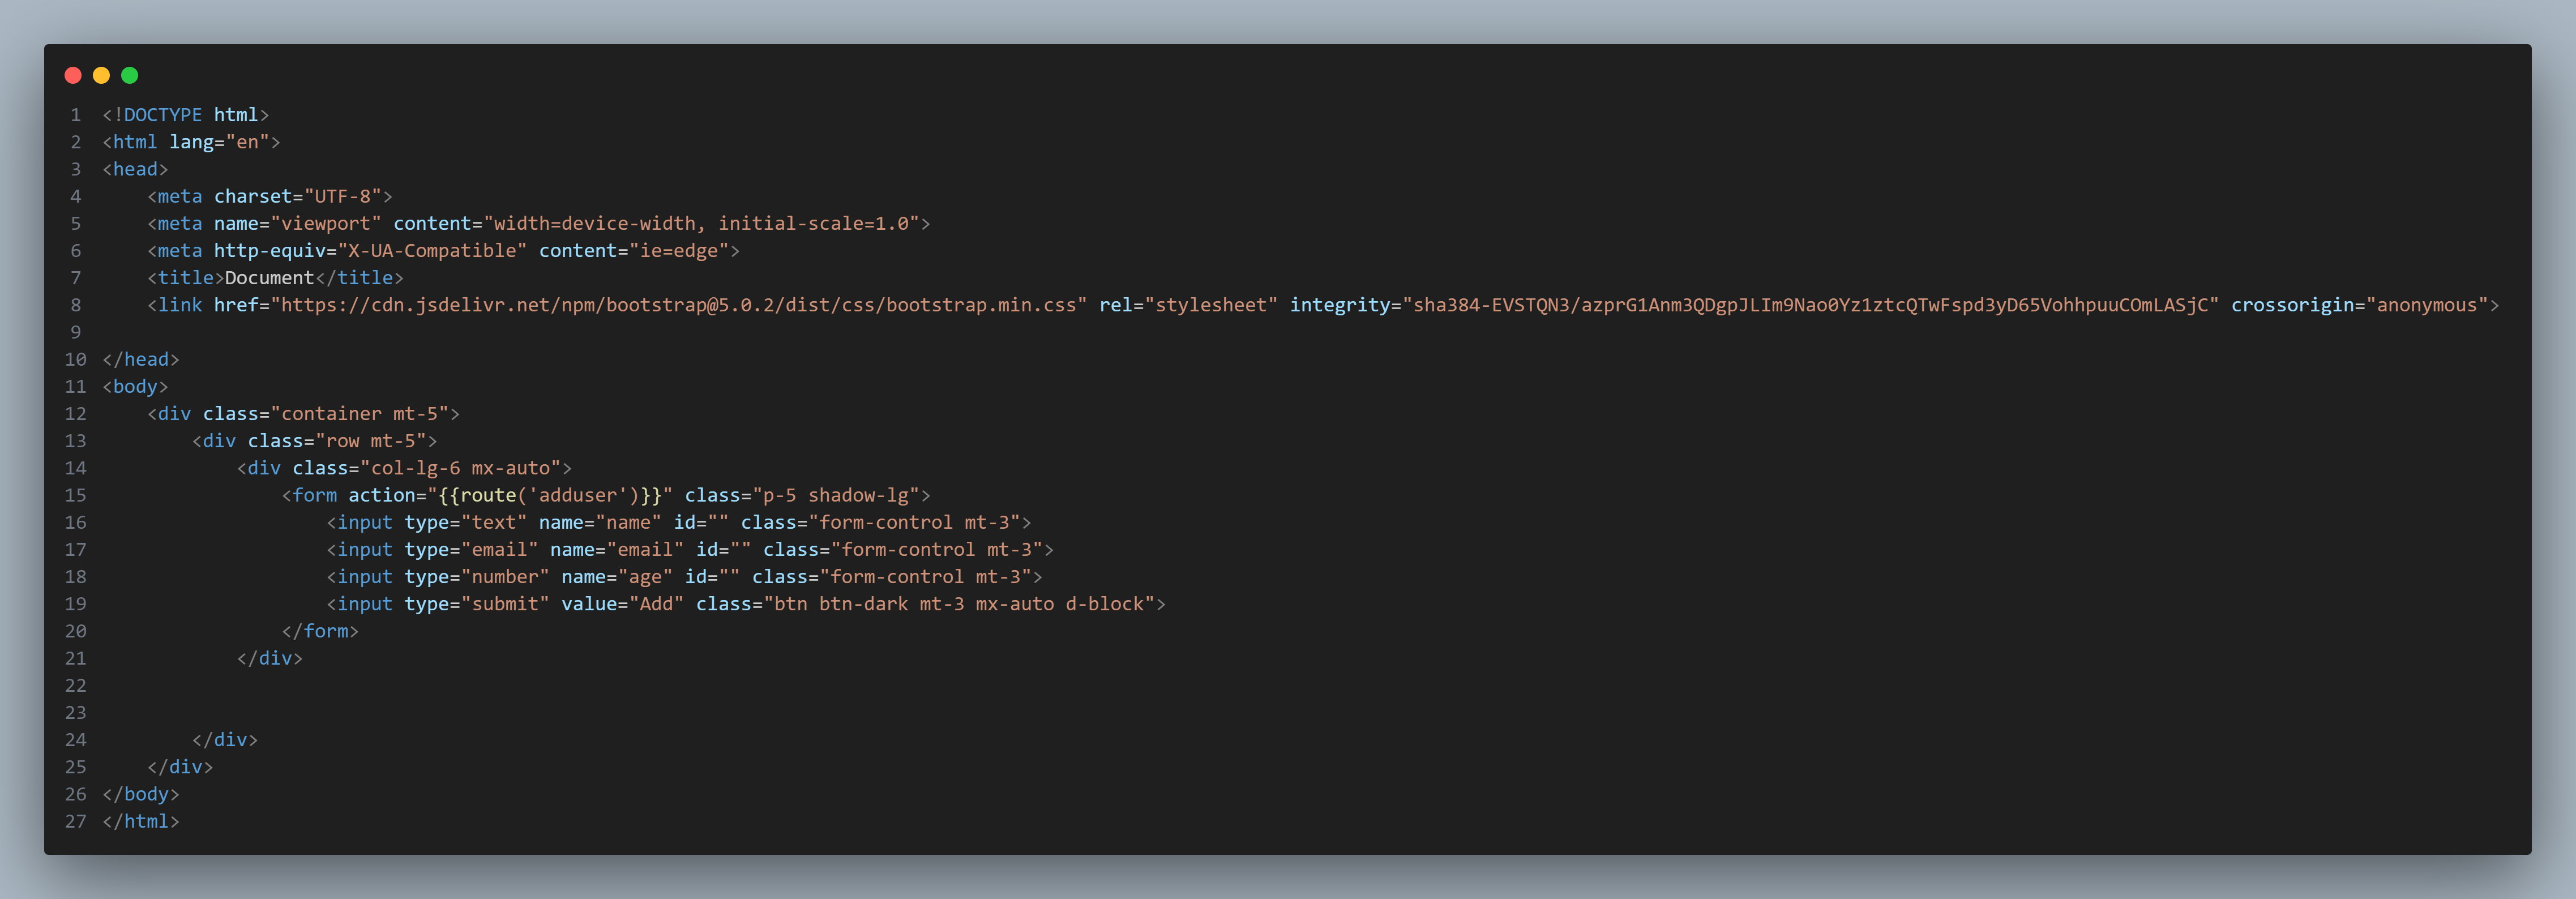 1 <!DOCTYPE html>
2 <html lang="en">
3 <head>
4     <meta charset="UTF-8">
5     <meta name="viewport" content="width=device-width, initial-scale=1.0">
6     <meta http-equiv="X-UA-Compatible" content="ie=edge">
7     <title>Document</title>
8     <link href="https://cdn.jsdelivr.net/npm/bootstrap@5.0.2/dist/css/bootstrap.min.css" rel="stylesheet" integrity="sha384-EVSTQN3/azprG1Anm3QDgpJLIm9Nao0Yz1ztcQTwFspd3yD65VohhpuuCOmLASjC" crossorigin="anonymous">
9
10 </head>
11 <body>
12     <div class="container mt-5">
13         <div class="row mt-5">
14             <div class="col-lg-6 mx-auto">
15                 <form action="{{route('adduser')}}" class="p-5 shadow-lg">
16                     <input type="text" name="name" id="" class="form-control mt-3">
17                     <input type="email" name="email" id="" class="form-control mt-3">
18                     <input type="number" name="age" id="" class="form-control mt-3">
19                     <input type="submit" value="Add" class="btn btn-dark mt-3 mx-auto d-block">
20                 </form>
21             </div>
22
23
24         </div>
25     </div>
26 </body>
27 </html>